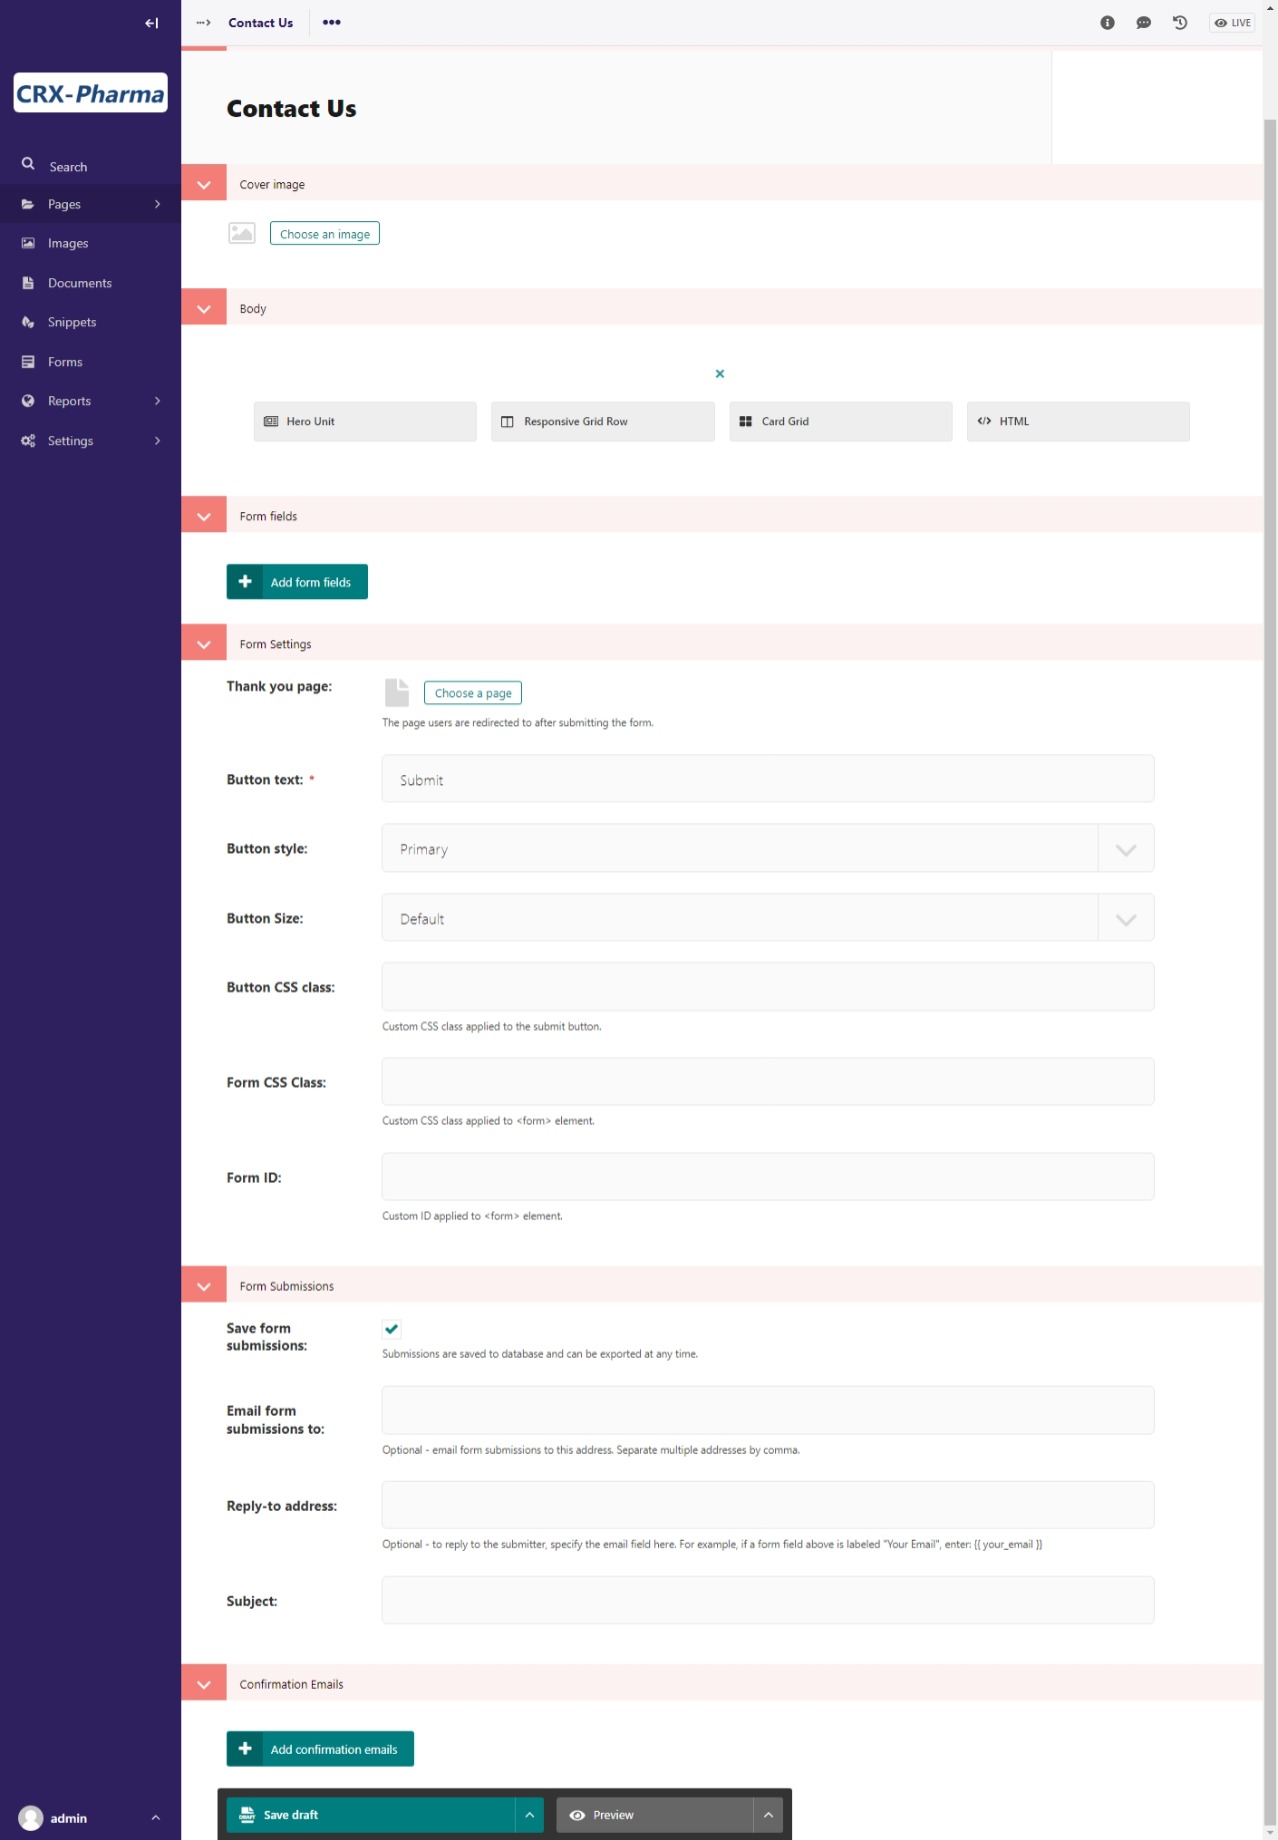 Contact Us
•••
LIVE
CRX-Pharma
Search
Pages
Images
Documents
Snippets
Forms
Reports
Settings
admin
Contact Us
Cover image
Choose an image
Body
Hero Unit
Responsive Grid Row
Card Grid
HTML
Form fields
Add form fields
Form Settings
Thank you page:
Choose a page
The page users are redirected to after submitting the form.
Button text: *
Submit
Button style:
Primary
Button Size:
Default
Button CSS class:
Custom CSS class applied to the submit button.
Form CSS Class:
Custom CSS class applied to <form> element.
Form ID:
Custom ID applied to <form> element.
Form Submissions
Save form
submissions:
Submissions are saved to database and can be exported at any time.
Email form
submissions to:
Optional - email form submissions to this address. Separate multiple addresses by comma.
Reply-to address:
Optional - to reply to the submitter, specify the email field here. For example, if a form field above is labeled "Your Email", enter: {{ your_email }}
Subject:
Confirmation Emails
Add confirmation emails
DRAFT
Save draft
Preview